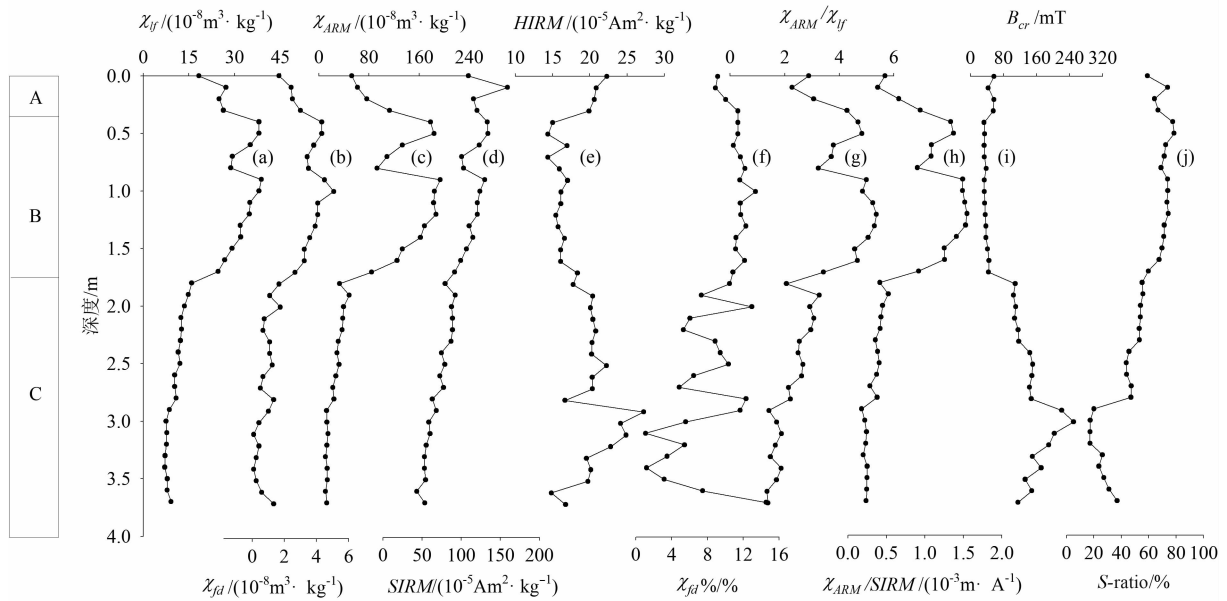 χlf /(10⁻⁸m³· kg⁻¹) χARM/(10⁻⁸m³· kg⁻¹) HIRM /(10⁻⁵Am²· kg⁻¹) χARM /χlf Bcr /mT
0 15 30 45 0 80 160 240 10 15 20 25 30 0 2 4 6 0 80 160 240 320
深度/m
0.0
0.5
1.0
1.5
2.0
2.5
3.0
3.5
4.0
A
B
C
(a) (b) (c) (d) (e) (f) (g) (h) (i) (j)
0 2 4 6 0 50 100 150 200 0 4 8 12 16 0.0 0.5 1.0 1.5 2.0 0 20 40 60 80 100
χfd /(10⁻⁸m³· kg⁻¹) SIRM/(10⁻⁵Am²· kg⁻¹) χfd%/% χARM/SIRM /(10⁻³m· A⁻¹) S-ratio/%